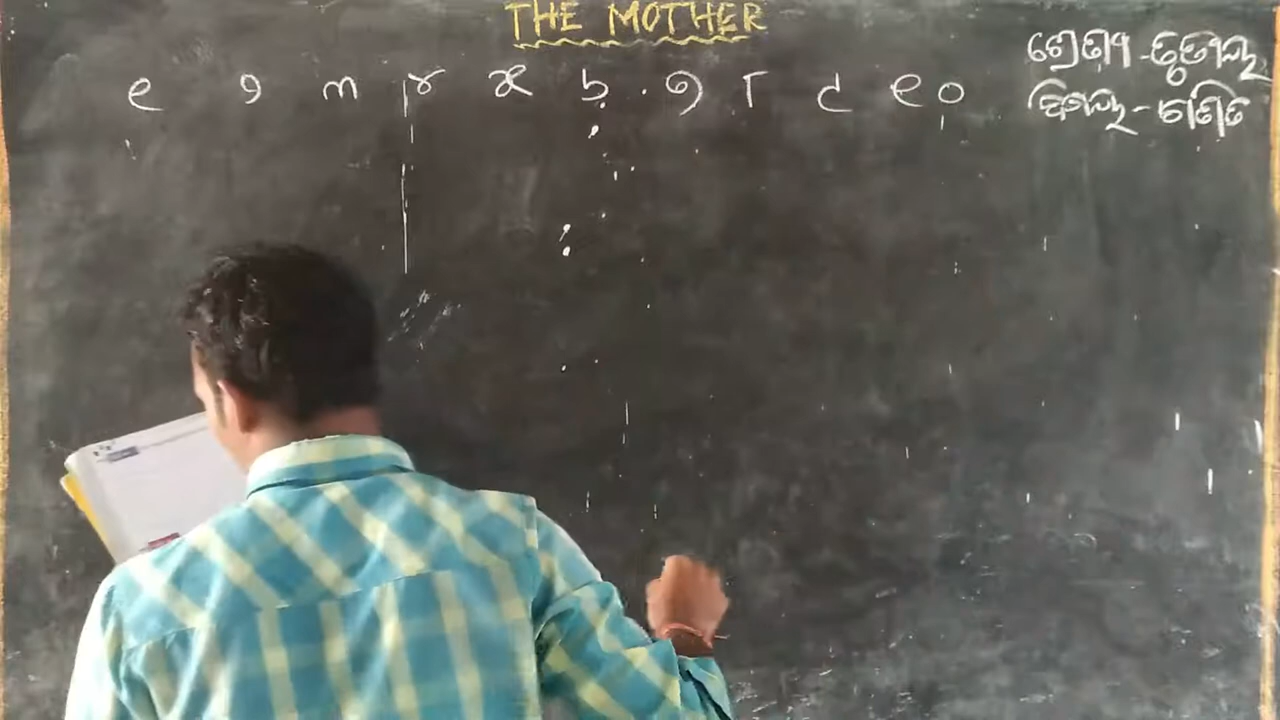 THE MOTHER
୧ ୨ ୩ ୪ ୫ ୬ ୭ ୮ ୯ ୧୦
ଶ୍ରେଣୀ - ତୃତୀୟ
ବିଷୟ - ଗଣିତ